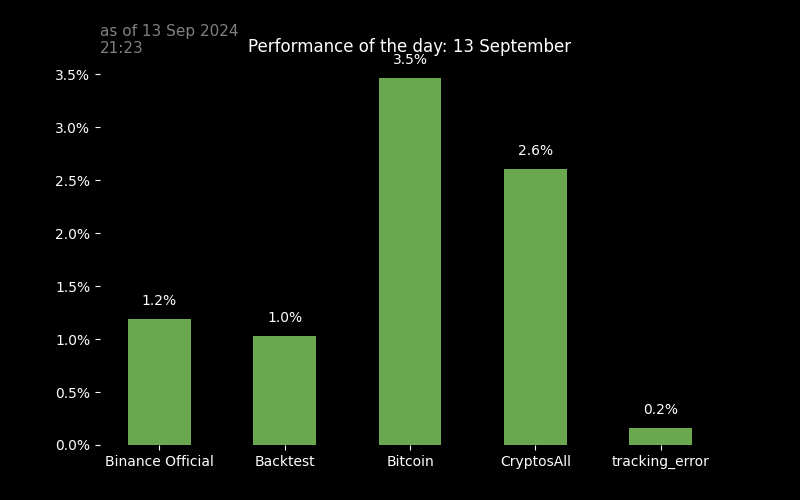 as of 13 Sep 2024
21:23
Performance of the day: 13 September
3.5%
3.0%
2.5%
2.0%
1.5%
1.0%
0.5%
0.0%
1.2%
1.0%
3.5%
2.6%
0.2%
Binance Official
Backtest
Bitcoin
CryptosAll
tracking_error